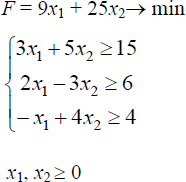 F = 9x₁ + 25x₂→ min
3x₁ + 5x₂ ≥ 15
2x₁ − 3x₂ ≥ 6
−x₁ + 4x₂ ≥ 4
x₁, x₂ ≥ 0